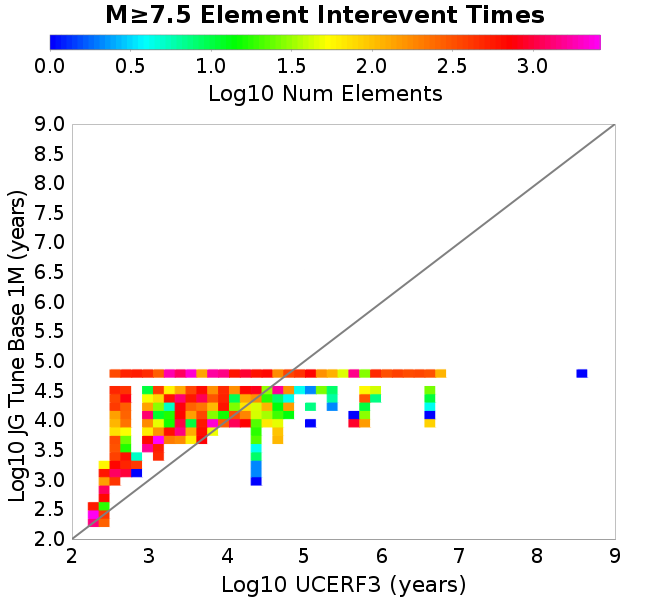 M≥7.5 Element Interevent Times
0.0 0.5 1.0 1.5 2.0 2.5 3.0
Log10 Num Elements
Log10 JG Tune Base 1M (years)
9.0
8.5
8.0
7.5
7.0
6.5
6.0
5.5
5.0
4.5
4.0
3.5
3.0
2.5
2.0
2 3 4 5 6 7 8 9
Log10 UCERF3 (years)